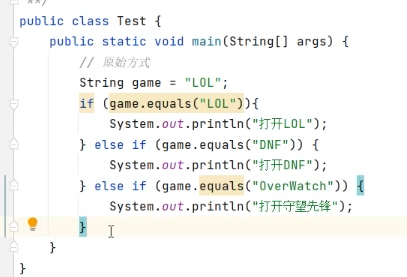 **/
public class Test {
    public static void main(String[] args) {
        // 原始方式
        String game = "LOL";
        if (game.equals("LOL")){
            System.out.println("打开LOL");
        } else if (game.equals("DNF")) {
            System.out.println("打开DNF");
        } else if (game.equals("OverWatch")) {
            System.out.println("打开守望先锋");
        }
    }
}